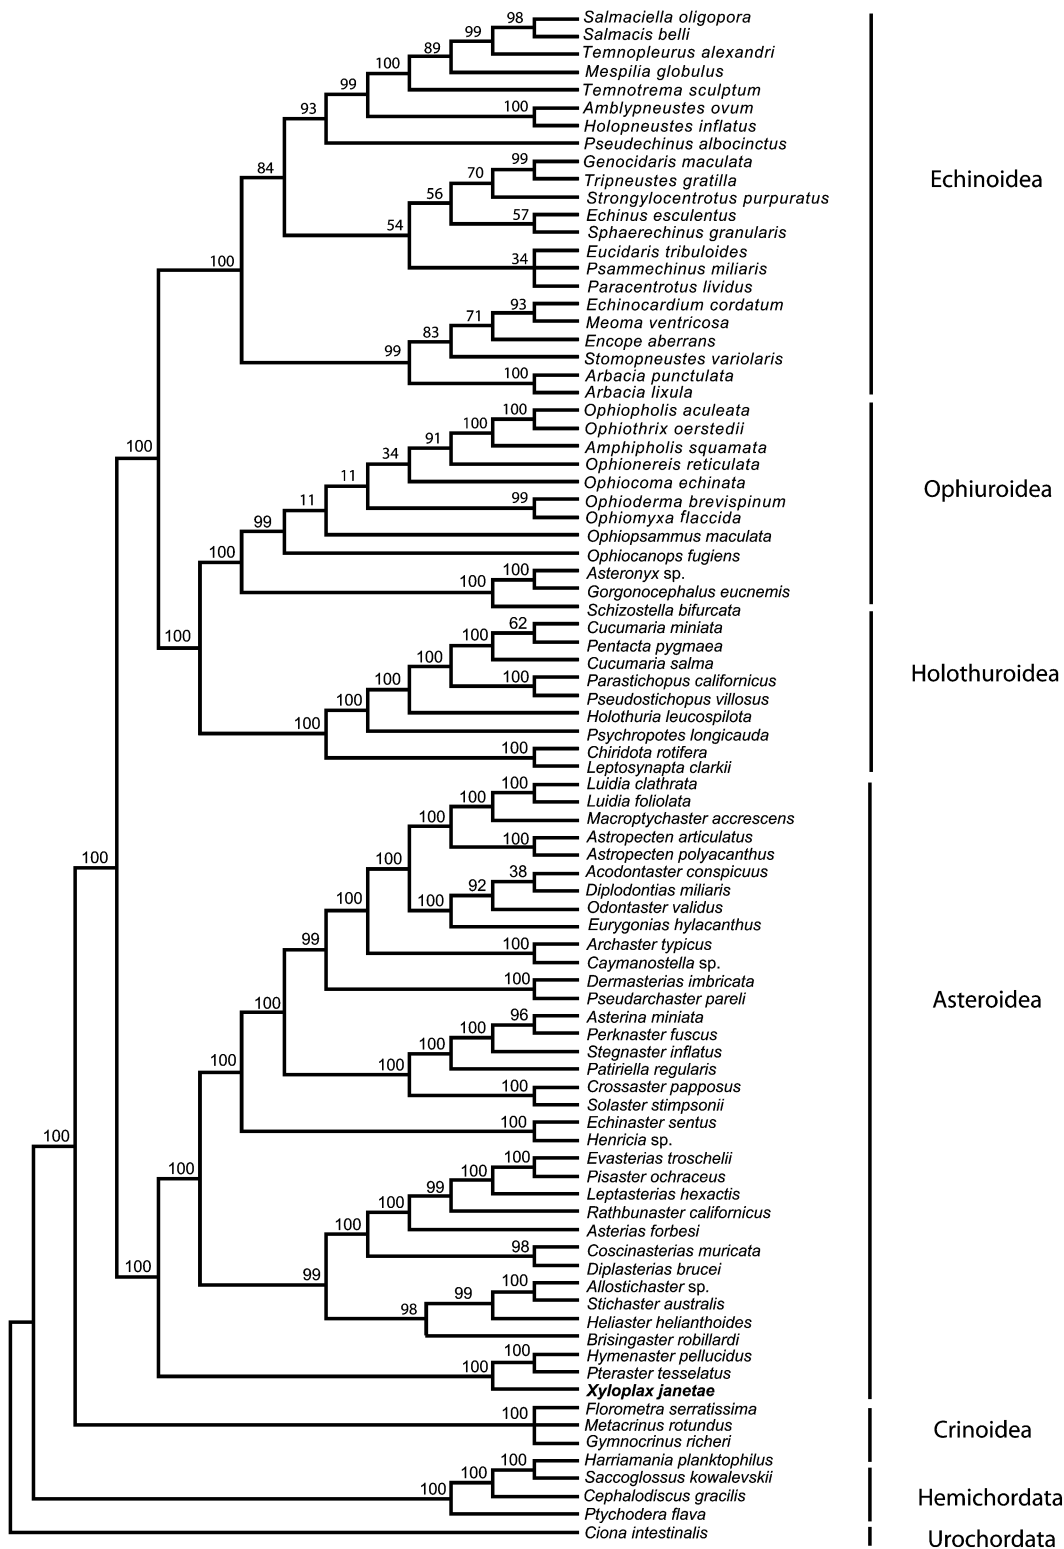 98 Salmaciella oligopora
99 Salmacis belli
89 Temnopleurus alexandri
100 Mespilia globulus
99 Temnotrema sculptum
93 100 Amblypneustes ovum
Holopneustes inflatus
Pseudechinus albocinctus
84 99 Genocidaris maculata
70 Tripneustes gratilla
56 Strongylocentrotus purpuratus
54 57 Echinus esculentus
Sphaerechinus granularis
100 34 Eucidaris tribuloides
Psammechinus miliaris
Paracentrotus lividus
93 Echinocardium cordatum
71 Meoma ventricosa
83 Encope aberrans
99 Stomopneustes variolaris
100 Arbacia punctulata
Arbacia lixula
Echinoidea
100 100 Ophiopholis aculeata
100 Ophiothrix oerstedii
91 Amphipholis squamata
34 Ophionereis reticulata
11 Ophiocoma echinata
11 99 Ophioderma brevispinum
Ophiomyxa flaccida
99 Ophiopsammus maculata
100 Ophiocanops fugiens
100 100 Asteronyx sp.
Gorgonocephalus eucnemis
Schizostella bifurcata
Ophiuroidea
100 62 Cucumaria miniata
100 Pentacta pygmaea
100 Cucumaria salma
100 100 Parastichopus californicus
Pseudostichopus villosus
100 Holothuria leucospilota
100 Psychropotes longicauda
100 Chiridota rotifera
Leptosynapta clarkii
Holothuroidea
100 Luidia clathrata
100 Luidia foliolata
100 Macroptychaster accrescens
100 Astropecten articulatus
Astropecten polyacanthus
100 100 38 Acodontaster conspicuus
92 Diplodontias miliaris
100 Odontaster validus
100 Eurygonias hylacanthus
99 100 Archaster typicus
Caymanostella sp.
100 Dermasterias imbricata
Pseudarchaster pareli
100 96 Asterina miniata
100 Perknaster fuscus
100 Stegnaster inflatus
100 100 Patiriella regularis
100 Crossaster papposus
Solaster stimpsonii
100 Echinaster sentus
Henricia sp.
100 100 Evasterias troschelii
100 100 Pisaster ochraceus
99 Leptasterias hexactis
100 Rathbunaster californicus
100 Asterias forbesi
98 Coscinasterias muricata
100 99 Diplasterias brucei
100 Allostichaster sp.
99 Stichaster australis
98 Heliaster helianthoides
Brisingaster robillardi
100 Hymenaster pellucidus
100 Pteraster tesselatus
Xyloplax janetae
Asteroidea
100 Florometra serratissima
Metacrinus rotundus
Gymnocrinus richeri
Crinoidea
100 Harriamania planktophilus
100 Saccoglossus kowalevskii
100 Cephalodiscus gracilis
Ptychodera flava
Hemichordata
Ciona intestinalis
Urochordata